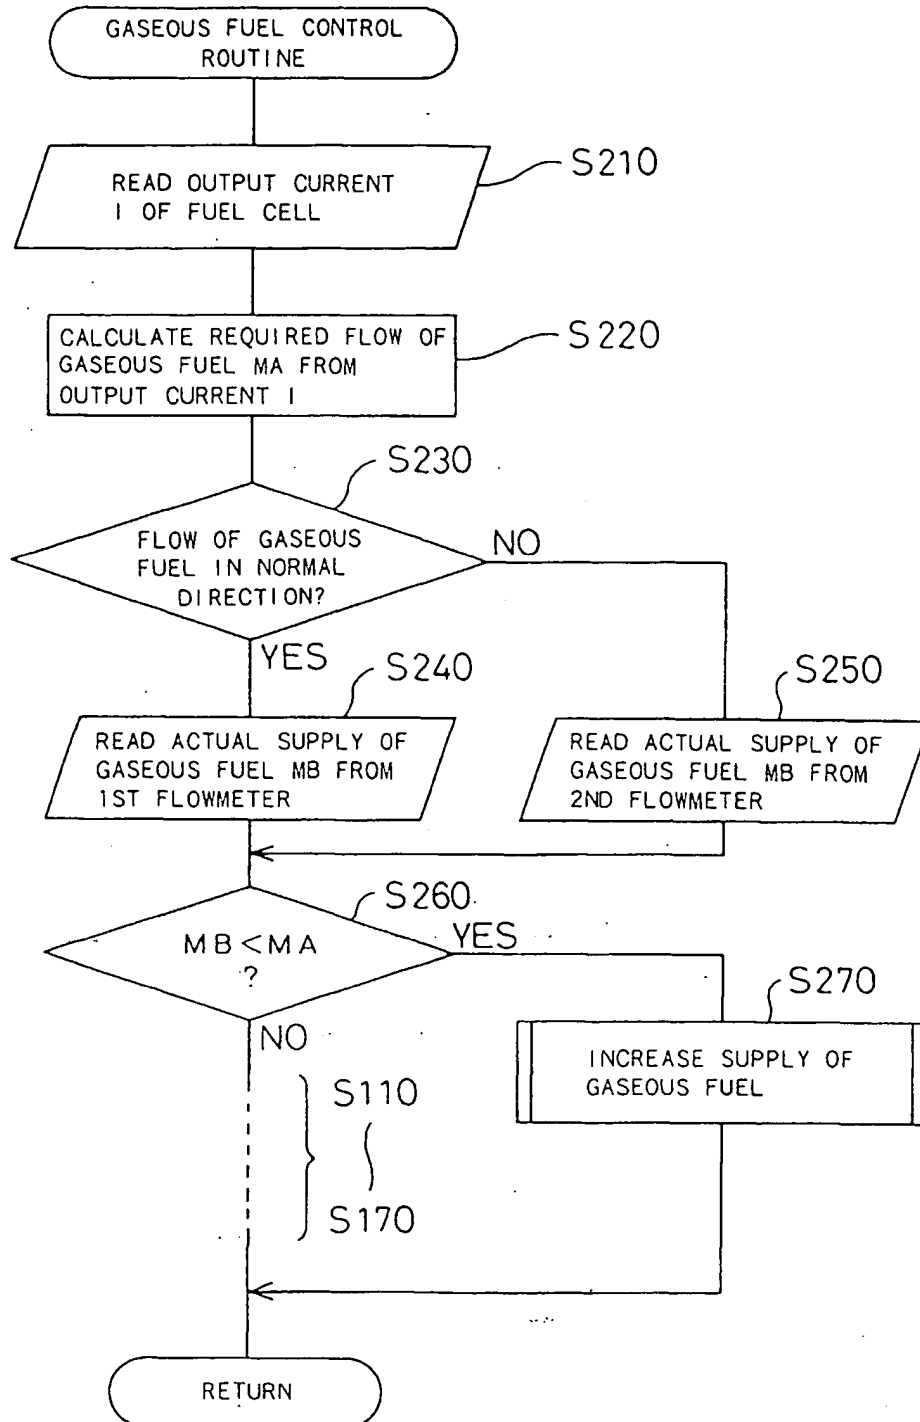 GASEOUS FUEL CONTROL
ROUTINE
S210
READ OUTPUT CURRENT
I OF FUEL CELL
S220
CALCULATE REQUIRED FLOW OF
GASEOUS FUEL MA FROM
OUTPUT CURRENT I
S230
FLOW OF GASEOUS
FUEL IN NORMAL
DIRECTION?
NO
YES
S240
READ ACTUAL SUPPLY OF
GASEOUS FUEL MB FROM
1ST FLOWMETER
S250
READ ACTUAL SUPPLY OF
GASEOUS FUEL MB FROM
2ND FLOWMETER
S260
MB<MA
?
YES
NO
S270
INCREASE SUPPLY OF
GASEOUS FUEL
S110
S170
RETURN